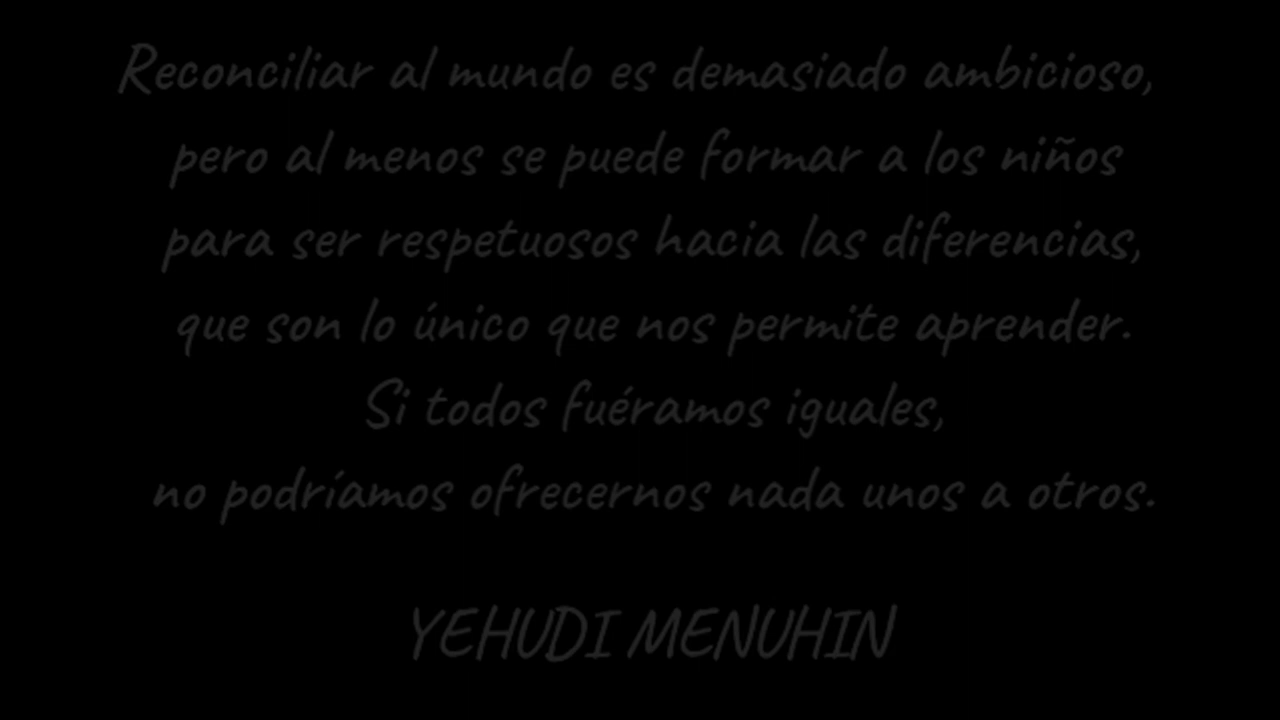 Reconciliar al mundo es demasiado ambicioso,
pero al menos se puede formar a los niños
para ser respetuosos hacia las diferencias,
que son lo único que nos permite aprender.
Si todos fuéramos iguales,
no podríamos ofrecernos nada unos a otros.
YEHUDI MENUHIN